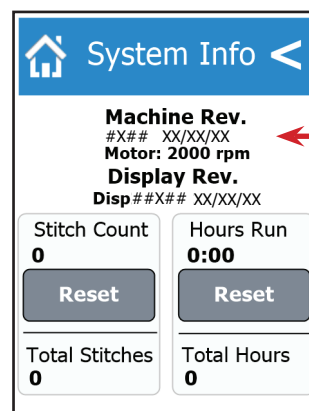 System Info <
Machine Rev.
#X## XX/XX/XX
Motor: 2000 rpm
Display Rev.
Disp##X## XX/XX/XX
Stitch Count
0
Reset
Total Stitches
0
Hours Run
0:00
Reset
Total Hours
0